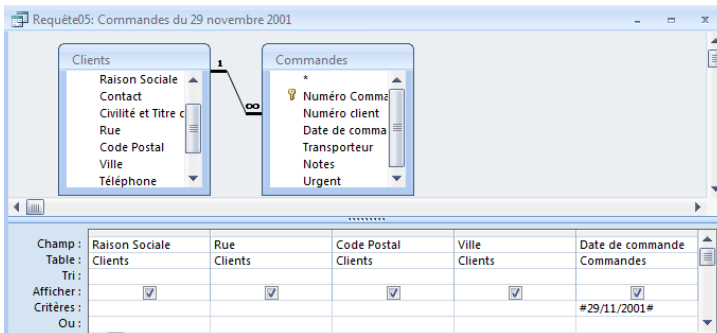 Requête05: Commandes du 29 novembre 2001
Clients
Raison Sociale
Contact
Civilité et Titre c
Rue
Code Postal
Ville
Téléphone
1
∞
Commandes
*
Numéro Comma
Numéro client
Date de comma
Transporteur
Notes
Urgent
Champ : Raison Sociale Rue Code Postal Ville Date de commande
Table : Clients Clients Clients Clients Commandes
Tri :
Afficher :
Critères : #29/11/2001#
Ou :